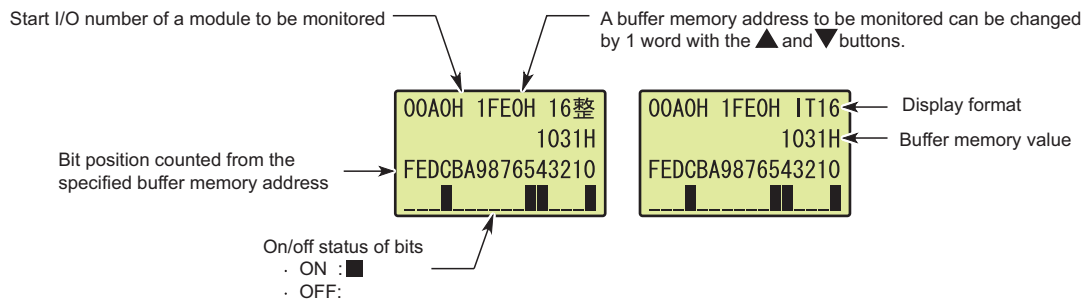 Start I/O number of a module to be monitored
A buffer memory address to be monitored can be changed
by 1 word with the ▲ and ▼ buttons.
00A0H 1FE0H 16整
1031H
FEDCBA9876543210
00A0H 1FE0H IT16
1031H
FEDCBA9876543210
Display format
Buffer memory value
Bit position counted from the
specified buffer memory address
On/off status of bits
· ON :■
· OFF: